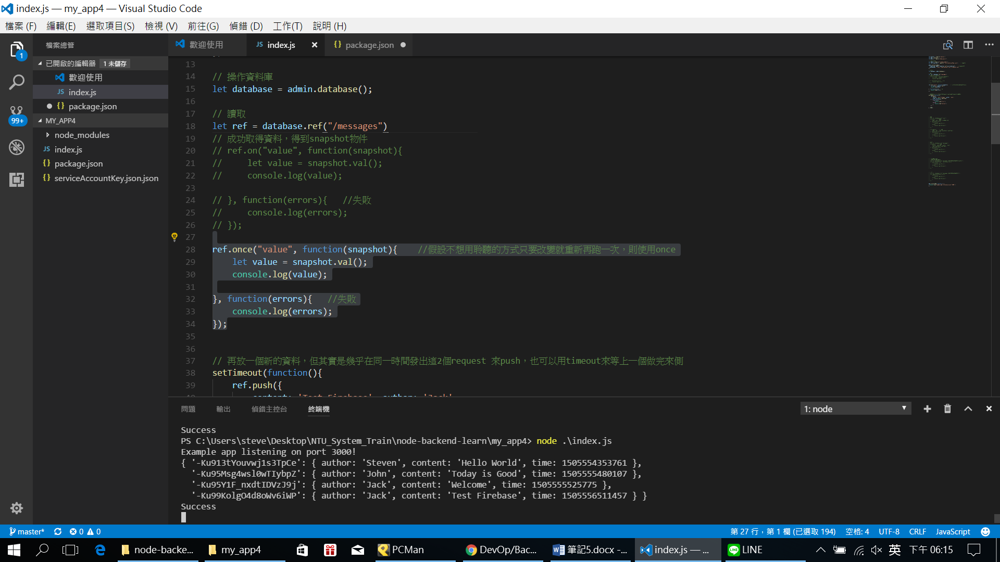 index.js — my_app4 — Visual Studio Code
檔案 (F) 編輯(E) 選取項目(S) 檢視 (V) 前往(G) 偵錯 (D) 工作(T) 說明 (H)
檔案總管
歡迎使用 JS index.js {} package.json
1
已開啟的編輯器 1 未儲存
歡迎使用
JS index.js
{} package.json
99+
MY_APP4
node_modules
JS index.js
{} package.json
{} serviceAccountKey.json.json
13
14 // 操作資料庫
15 let database = admin.database();
16
17 // 讀取
18 let ref = database.ref("/messages")
19 // 成功取得資料，得到snapshot物件
20 // ref.on("value", function(snapshot){
21 //     let value = snapshot.val();
22 //     console.log(value);
23
24 // }, function(errors){   //失敗
25 //     console.log(errors);
26 // });
27
28 ref.once("value", function(snapshot){    //假設不想用聆聽的方式只要改變就重新再跑一次，則使用once
29     let value = snapshot.val();
30     console.log(value);
31
32 }, function(errors){   //失敗
33     console.log(errors);
34 });
35
36
37 // 再放一個新的資料，但其實是幾乎在同一時間發出這2個request 來push，也可以用timeout來等上一個做完來側
38 setTimeout(function(){
39     ref.push({
問題 輸出 偵錯主控台 終端機 1: node
Success
PS C:\Users\steve\Desktop\NTU_System_Train\node-backend-learn\my_app4> node .\index.js
Example app listening on port 3000!
{ '-Ku913tYouvwj1s3TpCe': { author: 'Steven', content: 'Hello World', time: 1505554353761 },
  '-Ku95Msg4wsl0wTIybpZ': { author: 'John', content: 'Today is Good', time: 1505555480107 },
  '-Ku95Y1F_nxdtIDVzJ9j': { author: 'Jack', content: 'Welcome', time: 1505555525775 },
  '-Ku99KolgO4d8oWv6iWP': { author: 'Jack', content: 'Test Firebase', time: 1505556511457 } }
Success
master* 0 0 第 27 行，第 1 欄 (已選取 194) 空格: 4 UTF-8 CRLF JavaScript
node-backe... my_app4 PCMan DevOp/Bac... 筆記5.docx -... index.js — ... LINE 英 下午 06:15